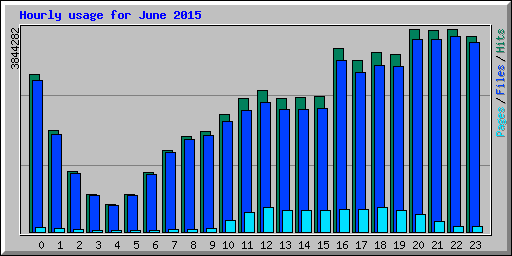 Hourly usage for June 2015
3844282
Pages/Files/Hits
0 1 2 3 4 5 6 7 8 9 10 11 12 13 14 15 16 17 18 19 20 21 22 23